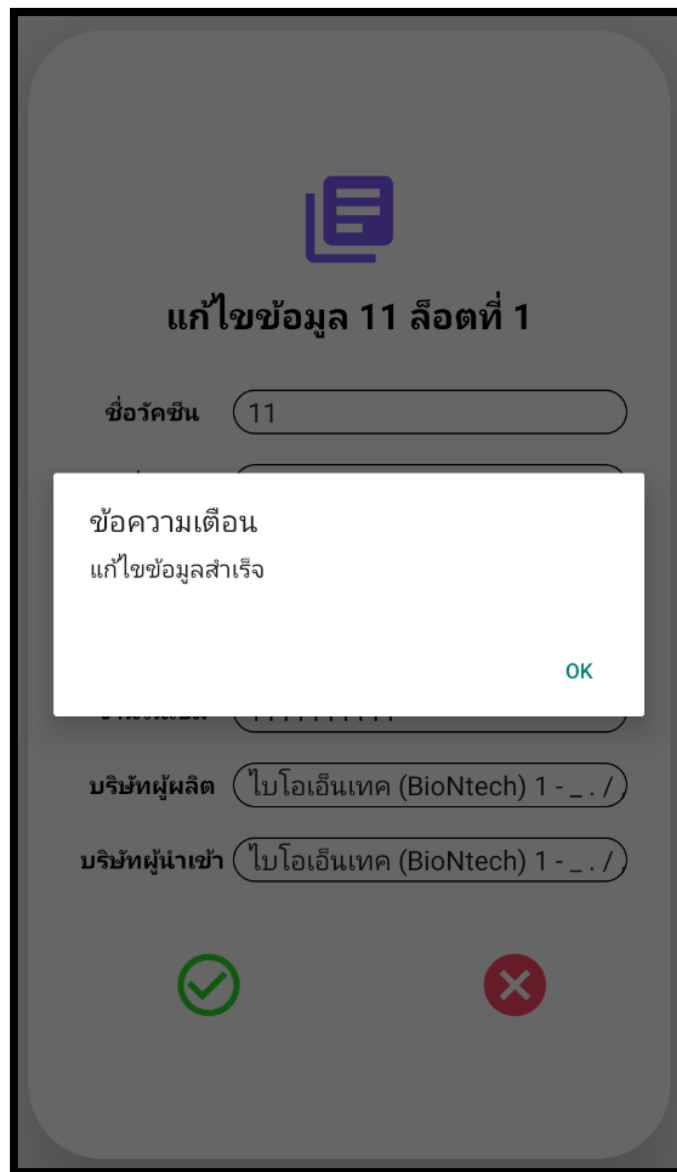 แก้ไขข้อมูล 11 ล็อตที่ 1
ชื่อวัคซีน 11
ข้อความเตือน
แก้ไขข้อมูลสำเร็จ
OK
บริษัทผู้ผลิต ไบโอเอ็นเทค (BioNtech) 1 - _ . /
บริษัทผู้นำเข้า ไบโอเอ็นเทค (BioNtech) 1 - _ . /